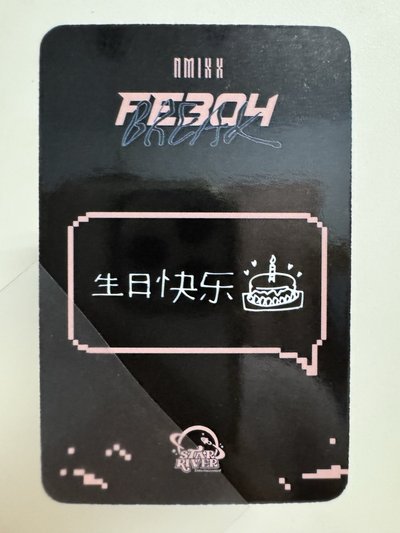 NMIXX
FE3O4
BREAK
生日快乐
STAR
RIVER